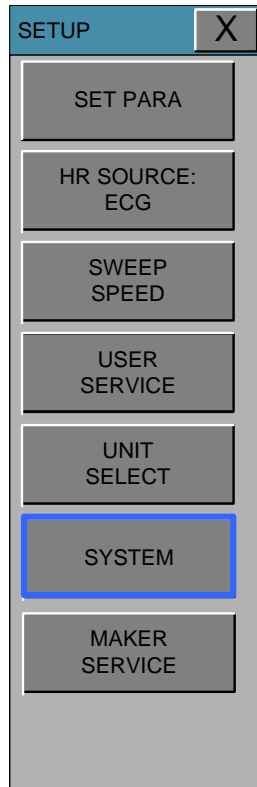 SETUP
X
SET PARA
HR SOURCE:
ECG
SWEEP
SPEED
USER
SERVICE
UNIT
SELECT
SYSTEM
MAKER
SERVICE